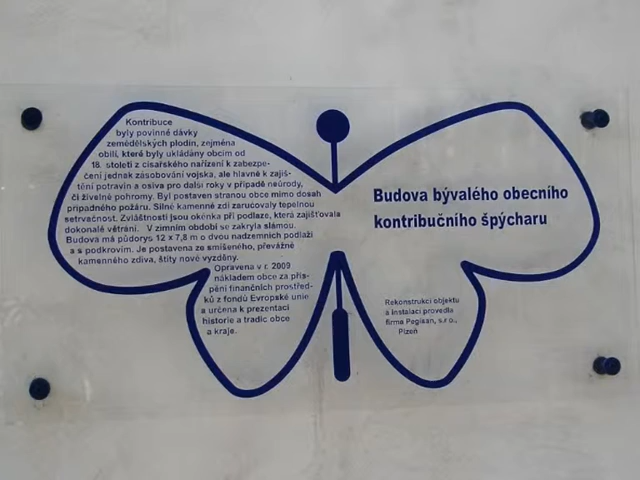 Kontribuce
byly povinné dávky
zemědělských plodin, zejména
obilí, které byly ukládány obcím od
18. století z císařského nařízení k zabezpe-
čení jednak zásobování vojska, ale hlavně k zajiš-
tění potravin a osiva pro další roky v případě neúrody,
či živelné pohromy. Byl postaven stranou obce mimo dosah
případného požáru. Silné kamenné zdi zaručovaly tepelnou
setrvačnost. Zvláštností jsou okénka při podlaze, která zajišťovala
dokonalé větrání. V zimním období se zakryla slámou.
Budova má půdorys 12 x 7,8 m o dvou nadzemních podlaží
a s podkrovím. Je postavena ze smíšeného, převážně
kamenného zdiva, štíty nově vyzděny.
Opravena v r. 2009
nákladem obce za přis-
pění finančních prostřed-
ků z fondů Evropské unie
a určena k prezentaci
historie a tradic obce
a kraje.
Budova bývalého obecního
kontribučního špýcharu
Rekonstrukci objektu
a instalaci provedla
firma Pegisan, s.r.o.,
Plzeň